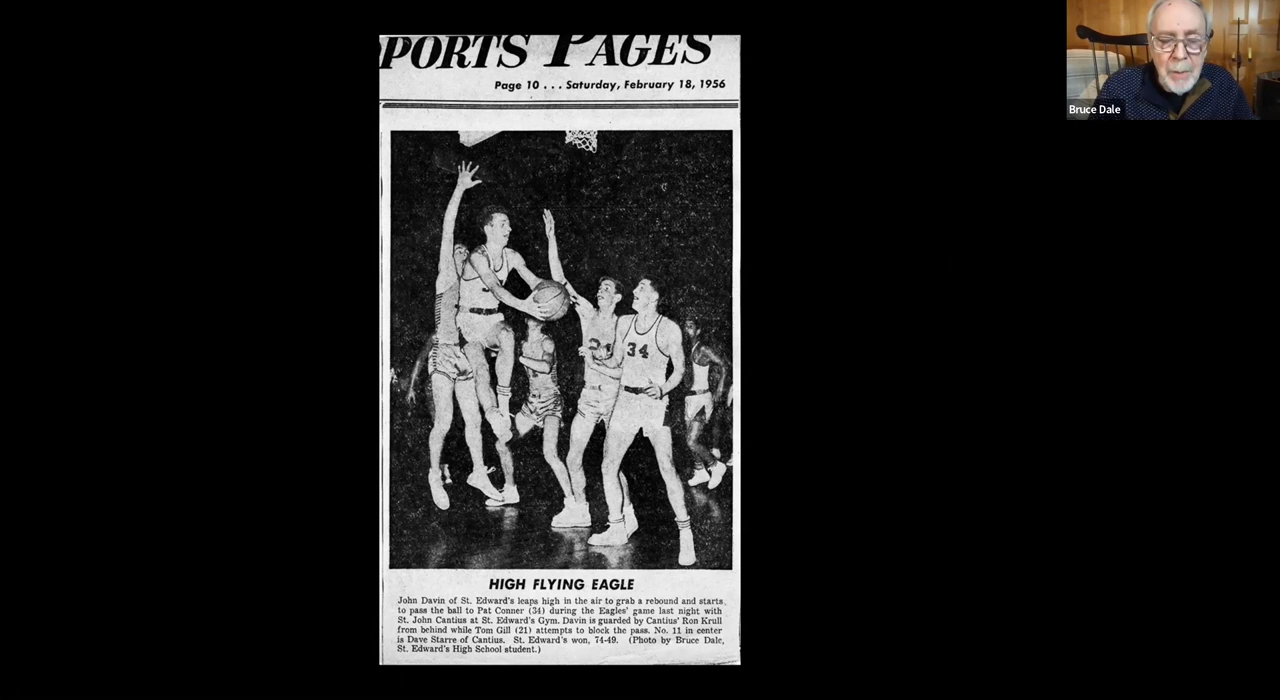 PORTS PAGES
Page 10 . . . Saturday, February 18, 1956
Bruce Dale
21
34
HIGH FLYING EAGLE
John Davin of St. Edward's leaps high in the air to grab a rebound and starts
to pass the ball to Pat Conner (34) during the Eagles' game last night with
St. John Cantius at St. Edward's Gym. Davin is guarded by Cantius' Ron Krull
from behind while Tom Gill (21) attempts to block the pass. No. 11 in center
is Dave Starre of Cantius. St. Edward's won, 74-49. (Photo by Bruce Dale,
St. Edward's High School student.)